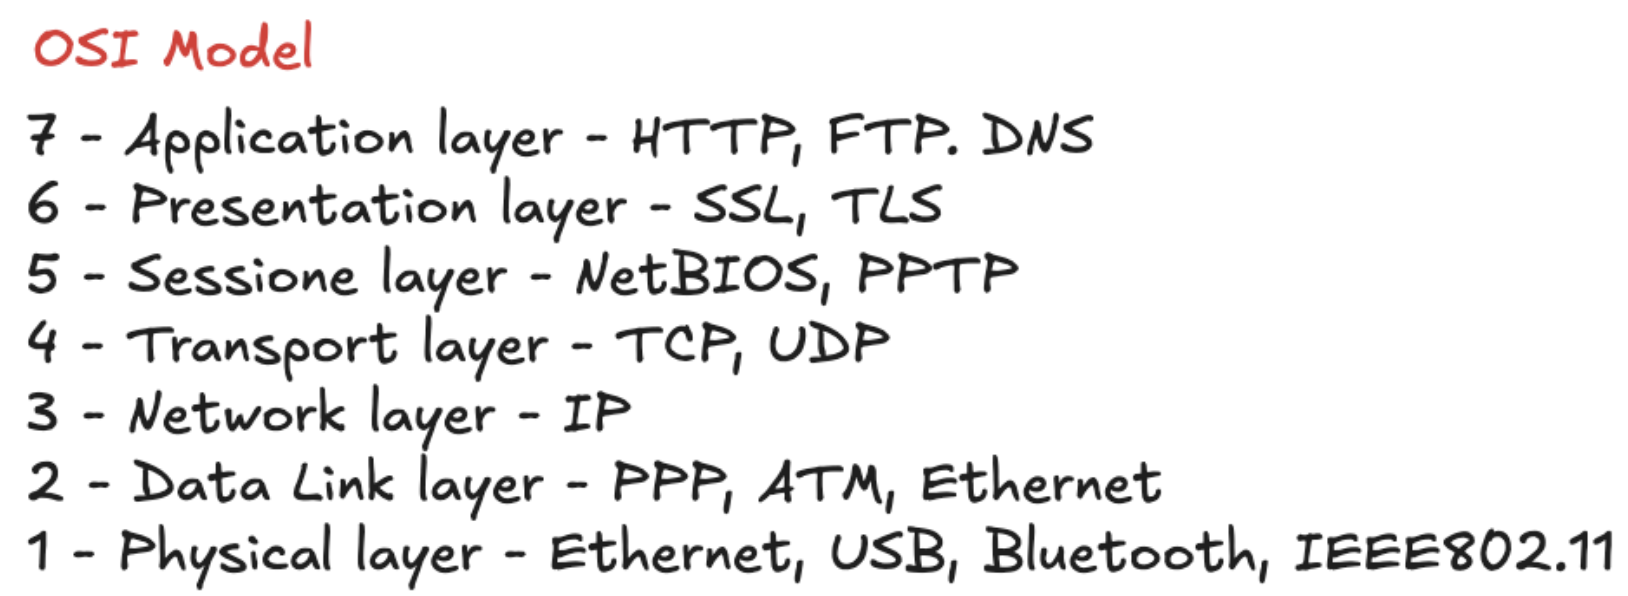 OSI Model
7 - Application layer - HTTP, FTP. DNS
6 - Presentation layer - SSL, TLS
5 - Sessione layer - NetBIOS, PPTP
4 - Transport layer - TCP, UDP
3 - Network layer - IP
2 - Data Link layer - PPP, ATM, Ethernet
1 - Physical layer - Ethernet, USB, Bluetooth, IEEE802.11